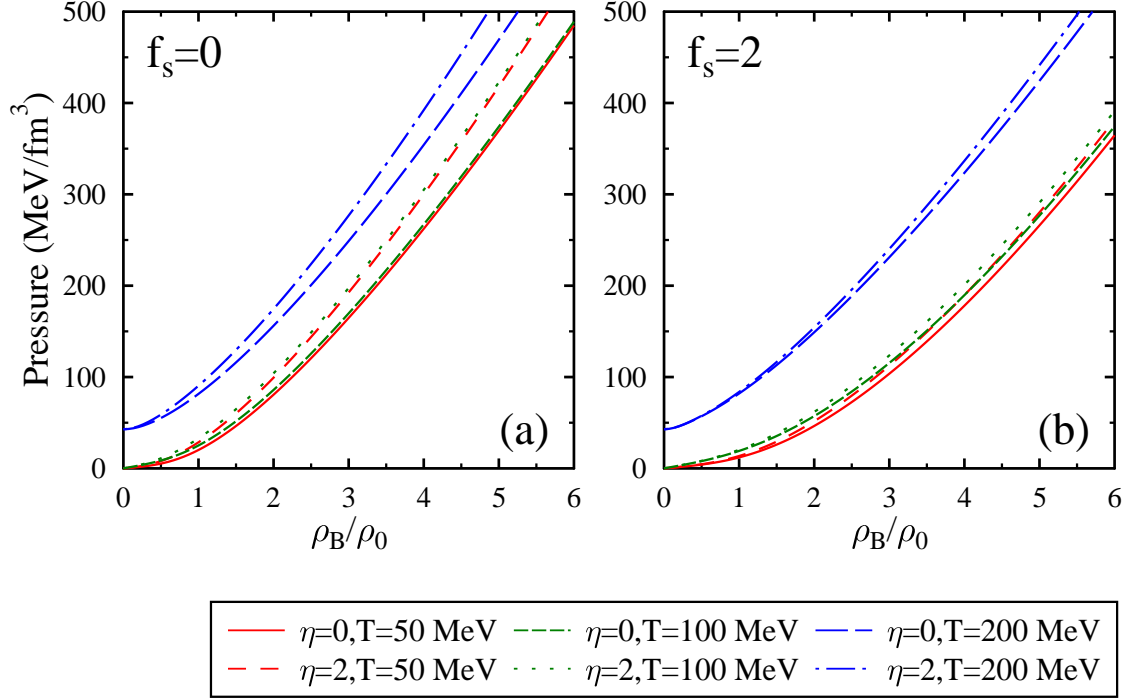 500
400
300
200
100
0
Pressure (MeV/fm³)
f_s=0
(a)
0 1 2 3 4 5 6
ρ_B/ρ_0
500
400
300
200
100
0
f_s=2
(b)
0 1 2 3 4 5 6
ρ_B/ρ_0
η=0,T=50 MeV η=0,T=100 MeV η=0,T=200 MeV
η=2,T=50 MeV η=2,T=100 MeV η=2,T=200 MeV